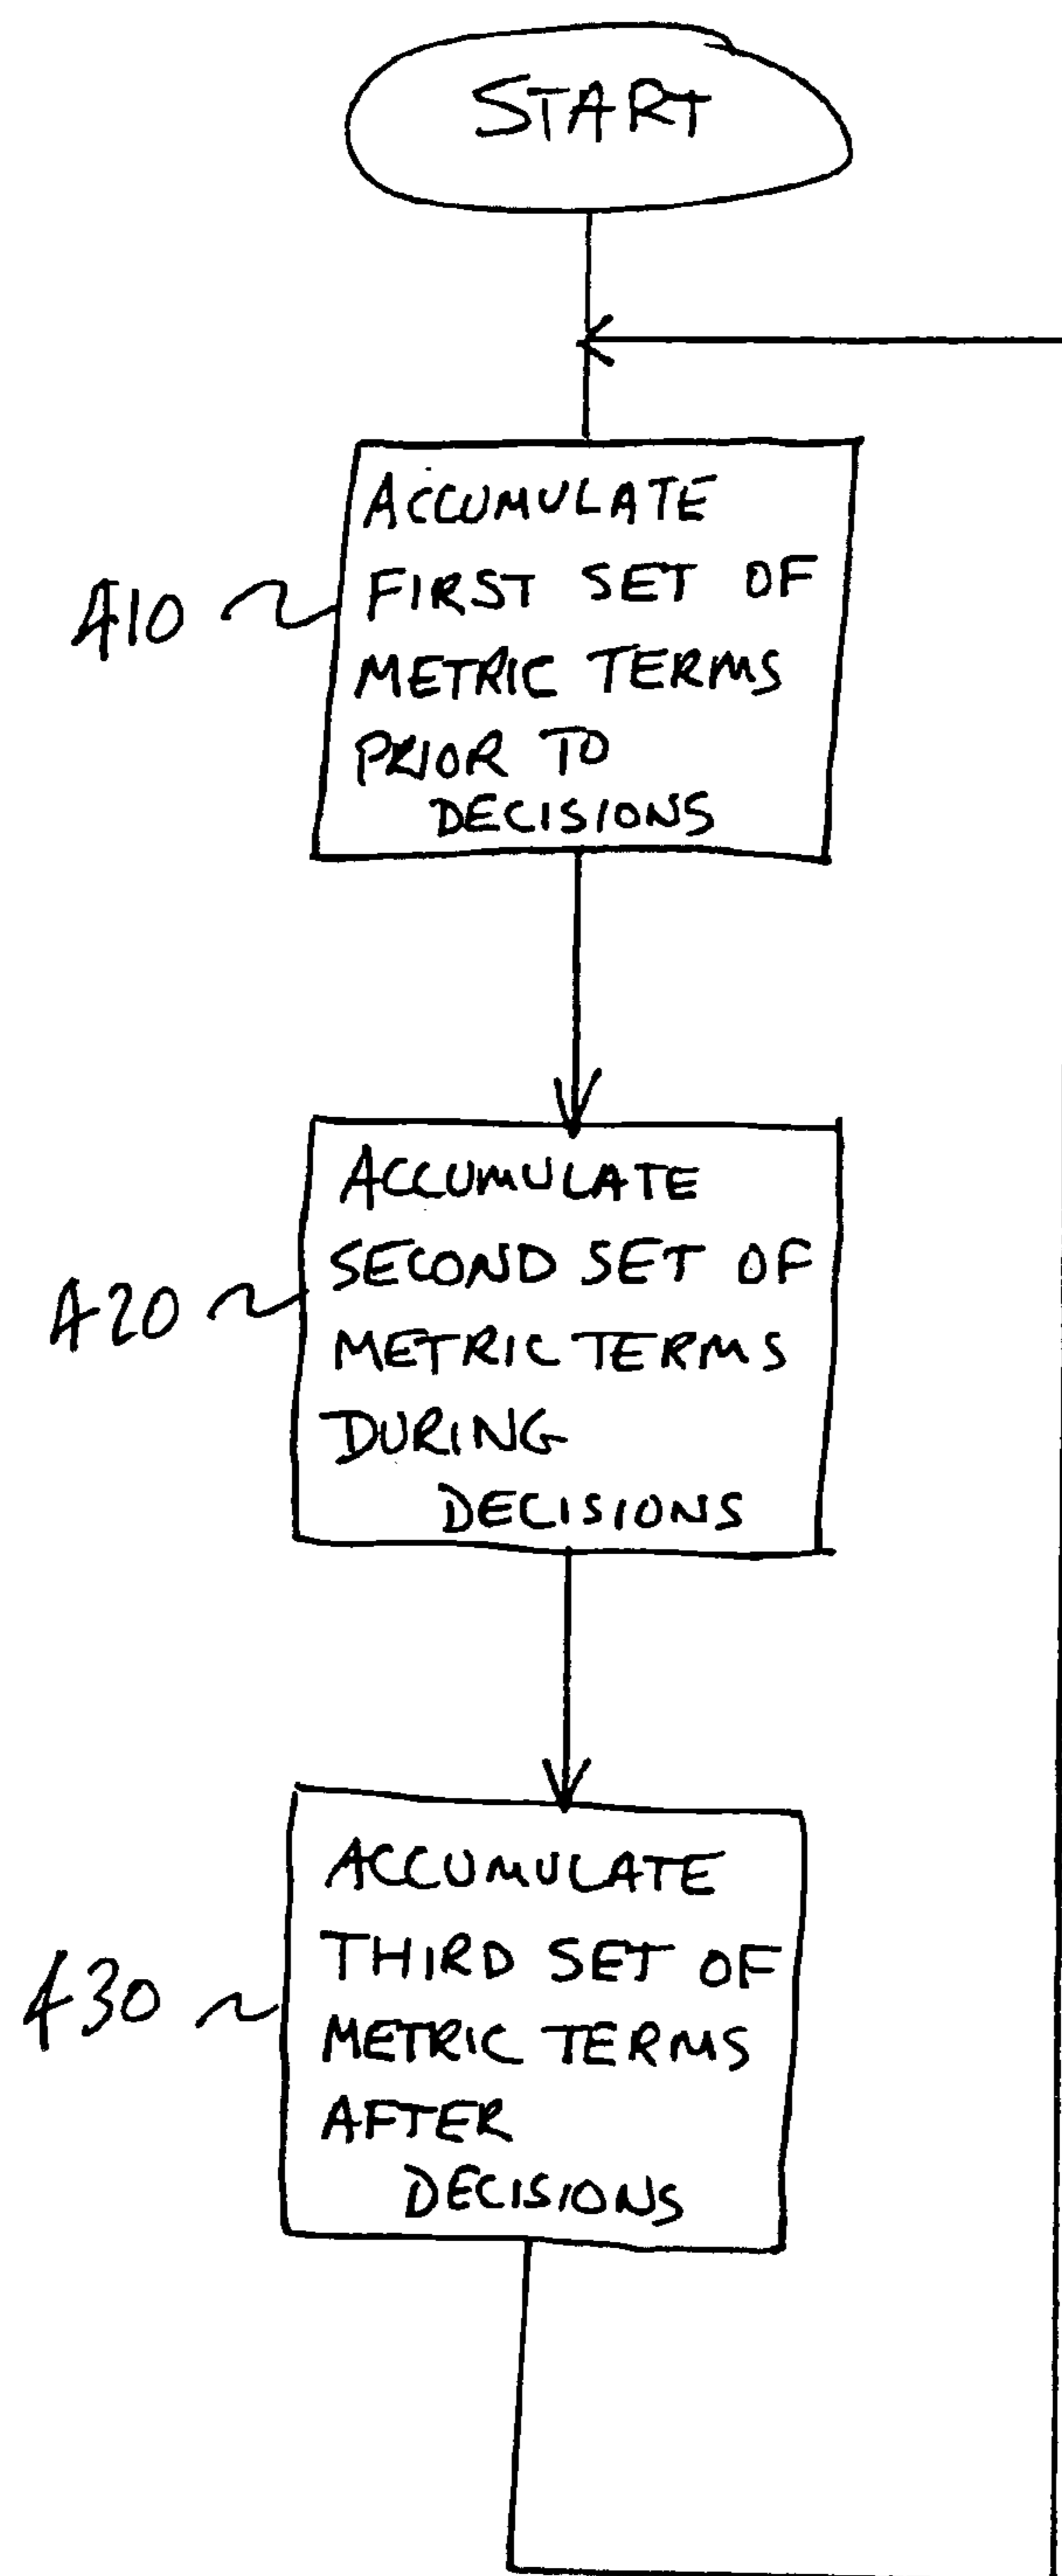 START
ACCUMULATE
FIRST SET OF
METRIC TERMS
PRIOR TO
DECISIONS
410
ACCUMULATE
SECOND SET OF
METRIC TERMS
DURING
DECISIONS
420
ACCUMULATE
THIRD SET OF
METRIC TERMS
AFTER
DECISIONS
430